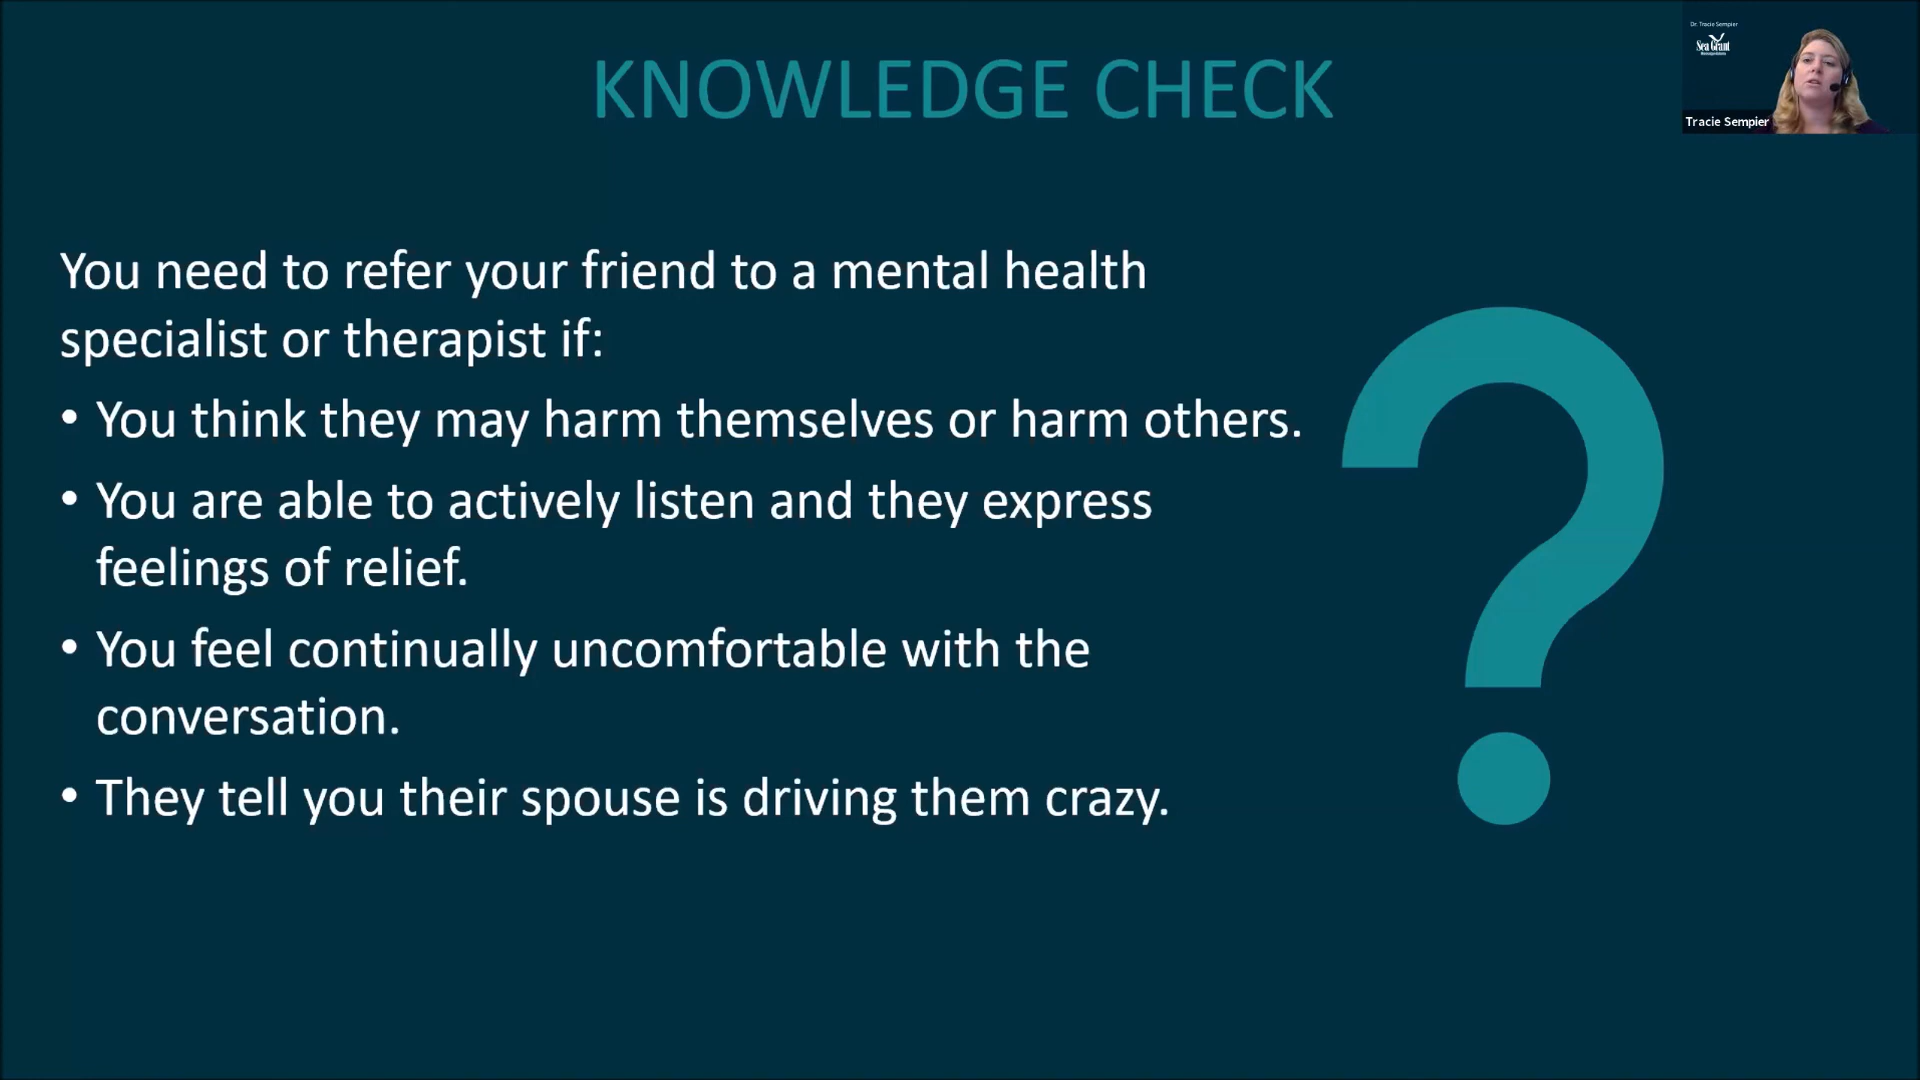 KNOWLEDGE CHECK
Dr. Tracie Sempier
Sea Grant
Tracie Sempier
You need to refer your friend to a mental health
specialist or therapist if:
• You think they may harm themselves or harm others.
• You are able to actively listen and they express
feelings of relief.
• You feel continually uncomfortable with the
conversation.
• They tell you their spouse is driving them crazy.